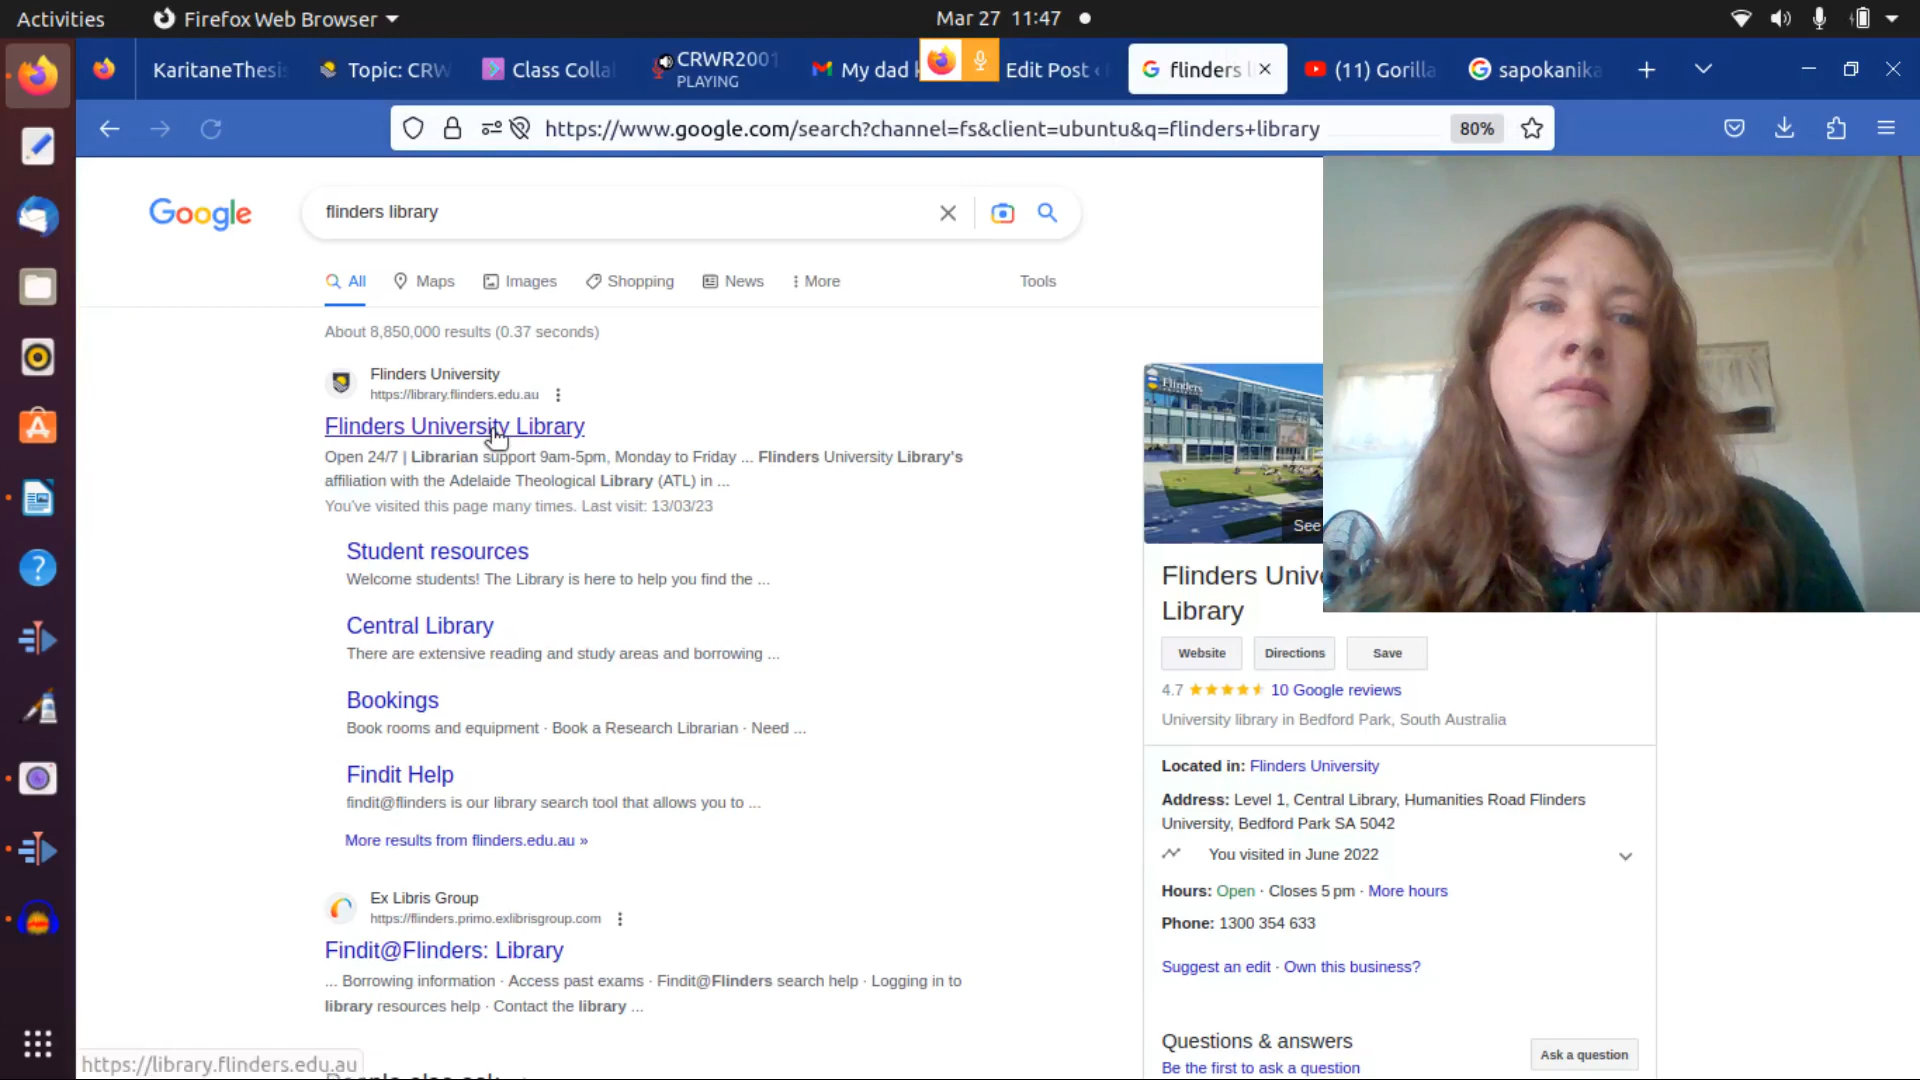 Activities
Firefox Web Browser
Mar 27 11:47
KaritaneThesis
Topic: CRW
Class Colla
CRWR2001
PLAYING
My dad
Edit Post
flinders l
(11) Gorilla
sapokanika
https://www.google.com/search?channel=fs&client=ubuntu&q=flinders+library
80%
Google
flinders library
All
Maps
Images
Shopping
News
More
Tools
About 8,850,000 results (0.37 seconds)
Flinders University
https://library.flinders.edu.au
Flinders University Library
Open 24/7 | Librarian support 9am-5pm, Monday to Friday ... Flinders University Library's
affiliation with the Adelaide Theological Library (ATL) in ...
You've visited this page many times. Last visit: 13/03/23
Student resources
Welcome students! The Library is here to help you find the ...
Central Library
There are extensive reading and study areas and borrowing ...
Bookings
Book rooms and equipment · Book a Research Librarian · Need ...
Findit Help
findit@flinders is our library search tool that allows you to ...
More results from flinders.edu.au »
Ex Libris Group
https://flinders.primo.exlibrisgroup.com
Findit@Flinders: Library
... Borrowing information · Access past exams · Findit@Flinders search help · Logging in to
library resources help · Contact the library ...
https://library.flinders.edu.au
Flinders
See
Flinders Unive
Library
Website
Directions
Save
4.7
10 Google reviews
University library in Bedford Park, South Australia
Located in: Flinders University
Address: Level 1, Central Library, Humanities Road Flinders
University, Bedford Park SA 5042
You visited in June 2022
Hours: Open · Closes 5 pm · More hours
Phone: 1300 354 633
Suggest an edit · Own this business?
Questions & answers
Be the first to ask a question
Ask a question